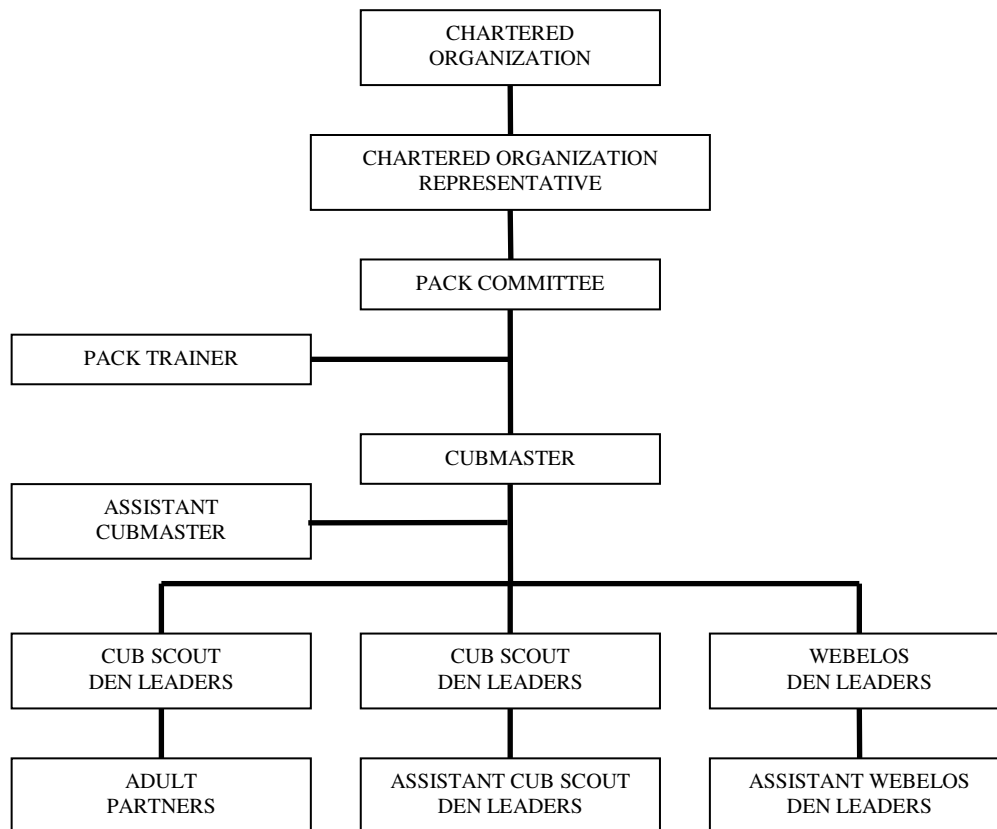 CHARTERED
ORGANIZATION
CHARTERED ORGANIZATION
REPRESENTATIVE
PACK COMMITTEE
PACK TRAINER
CUBMASTER
ASSISTANT
CUBMASTER
CUB SCOUT
DEN LEADERS
CUB SCOUT
DEN LEADERS
WEBELOS
DEN LEADERS
ADULT
PARTNERS
ASSISTANT CUB SCOUT
DEN LEADERS
ASSISTANT WEBELOS
DEN LEADERS